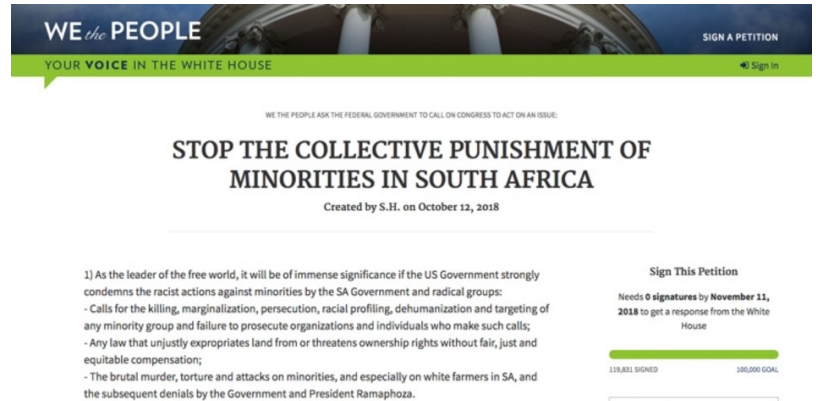 WE the PEOPLE
SIGN A PETITION
YOUR VOICE IN THE WHITE HOUSE
Sign In
WE THE PEOPLE ASK THE FEDERAL GOVERNMENT TO CALL ON CONGRESS TO ACT ON AN ISSUE:
STOP THE COLLECTIVE PUNISHMENT OF
MINORITIES IN SOUTH AFRICA
Created by S.H. on October 12, 2018
1) As the leader of the free world, it will be of immense significance if the US Government strongly
condemns the racist actions against minorities by the SA Government and radical groups:
- Calls for the killing, marginalization, persecution, racial profiling, dehumanization and targeting of
any minority group and failure to prosecute organizations and individuals who make such calls;
- Any law that unjustly expropriates land from or threatens ownership rights without fair, just and
equitable compensation;
- The brutal murder, torture and attacks on minorities, and especially on white farmers in SA, and
the subsequent denials by the Government and President Ramaphoza.
Sign This Petition
Needs 0 signatures by November 11,
2018 to get a response from the White
House
119,831 SIGNED
100,000 GOAL